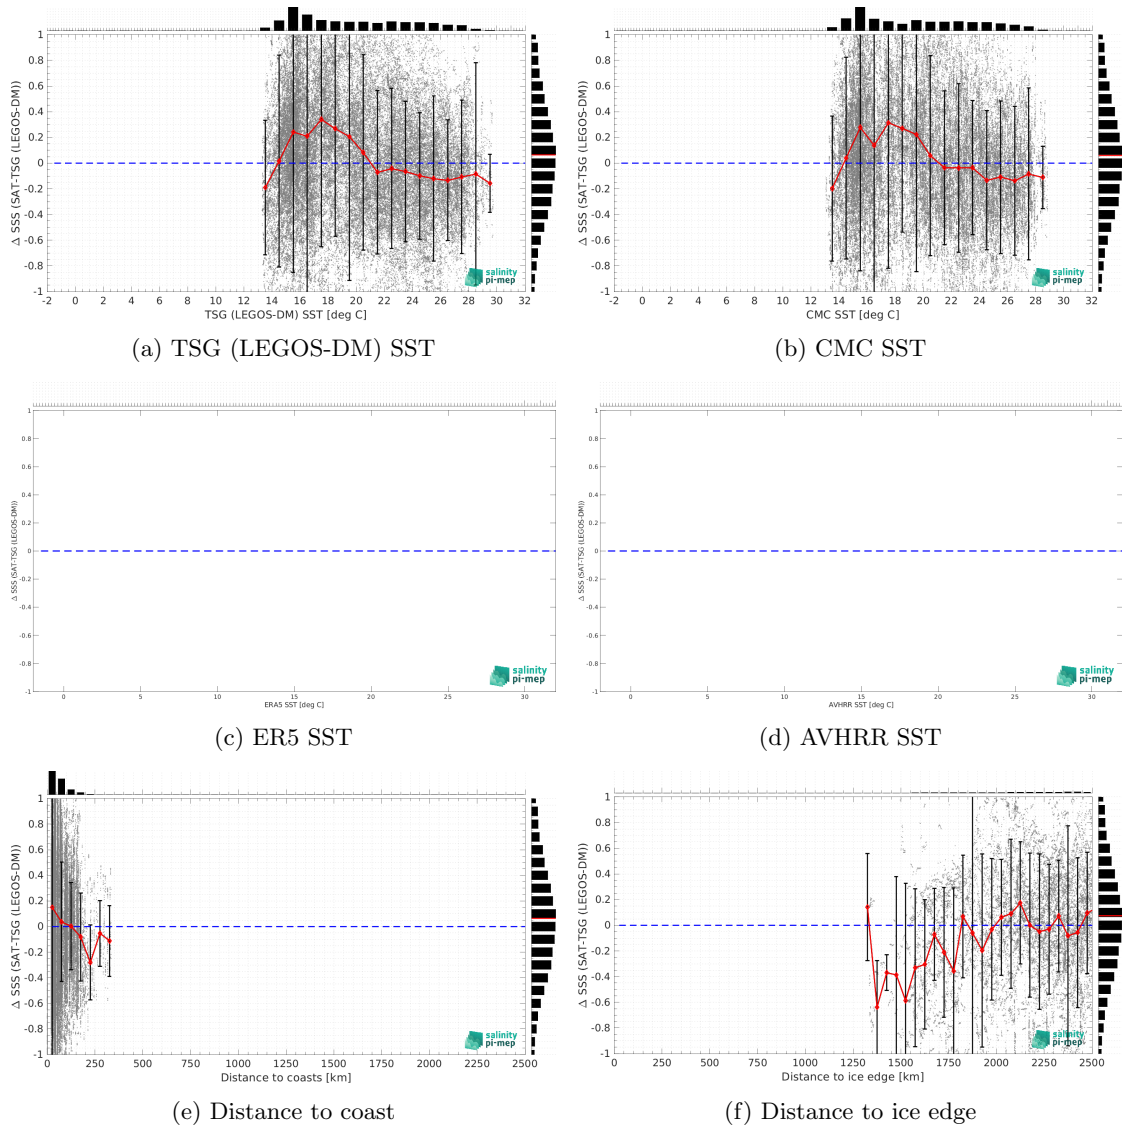 1
0.8
0.6
0.4
0.2
0
-0.2
-0.4
-0.6
-0.8
-1
Δ SSS (SAT-TSG (LEGOS-DM))
-2 0 2 4 6 8 10 12 14 16 18 20 22 24 26 28 30 32
TSG (LEGOS-DM) SST [deg C]
salinity
pi-mep
(a) TSG (LEGOS-DM) SST
1
0.8
0.6
0.4
0.2
0
-0.2
-0.4
-0.6
-0.8
-1
Δ SSS (SAT-TSG (LEGOS-DM))
-2 0 2 4 6 8 10 12 14 16 18 20 22 24 26 28 30 32
CMC SST [deg C]
salinity
pi-mep
(b) CMC SST
1
0.8
0.6
0.4
0.2
0
-0.2
-0.4
-0.6
-0.8
-1
Δ SSS (SAT-TSG (LEGOS-DM))
0 5 10 15 20 25 30
ERA5 SST [deg C]
salinity
pi-mep
(c) ER5 SST
1
0.8
0.6
0.4
0.2
0
-0.2
-0.4
-0.6
-0.8
-1
Δ SSS (SAT-TSG (LEGOS-DM))
0 5 10 15 20 25 30
AVHRR SST [deg C]
salinity
pi-mep
(d) AVHRR SST
1
0.8
0.6
0.4
0.2
0
-0.2
-0.4
-0.6
-0.8
-1
Δ SSS (SAT-TSG (LEGOS-DM))
0 250 500 750 1000 1250 1500 1750 2000 2250 2500
Distance to coasts [km]
salinity
pi-mep
(e) Distance to coast
1
0.8
0.6
0.4
0.2
0
-0.2
-0.4
-0.6
-0.8
-1
Δ SSS (SAT-TSG (LEGOS-DM))
0 250 500 750 1000 1250 1500 1750 2000 2250 2500
Distance to ice edge [km]
salinity
pi-mep
(f) Distance to ice edge